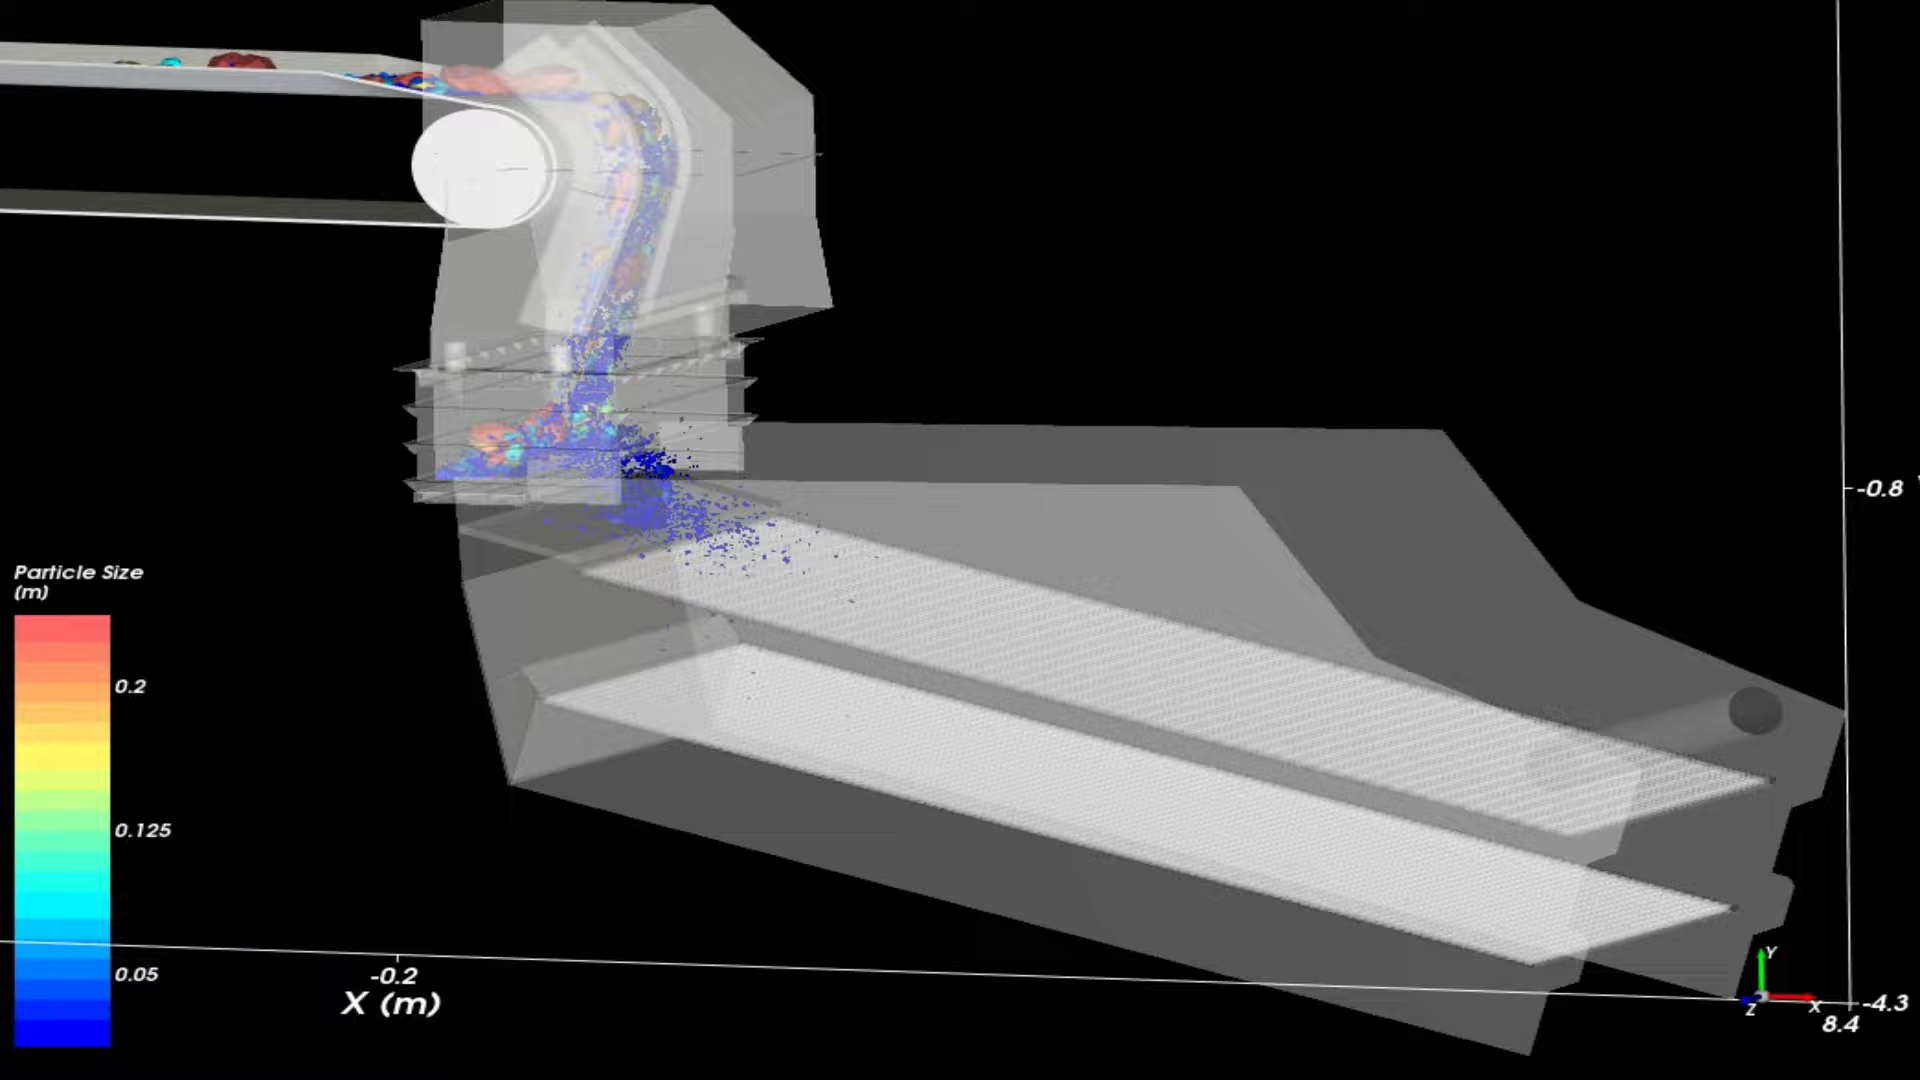 -0.8
Particle Size
(m)
0.2
0.125
0.05
-0.2
X (m)
Y
Z
X
-4.3
8.4